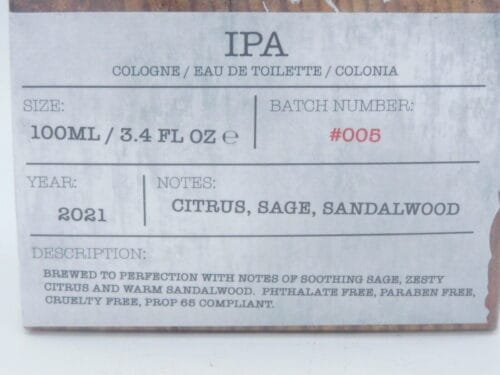 IPA
COLOGNE / EAU DE TOILETTE / COLONIA
SIZE:
100ML / 3.4 FL OZ ℮
BATCH NUMBER:
#005
YEAR:
2021
NOTES:
CITRUS, SAGE, SANDALWOOD
DESCRIPTION:
BREWED TO PERFECTION WITH NOTES OF SOOTHING SAGE, ZESTY
CITRUS AND WARM SANDALWOOD. PHTHALATE FREE, PARABEN FREE,
CRUELTY FREE, PROP 65 COMPLIANT.